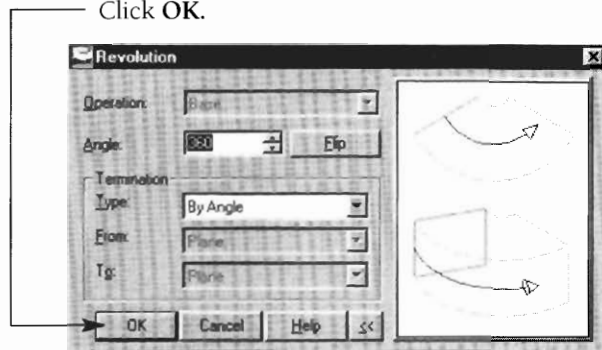 Click OK.
Revolution
Operation: Base
Angle: 360 Flip
Termination
Type: By Angle
From: Plane
To: Plane
OK Cancel Help <<